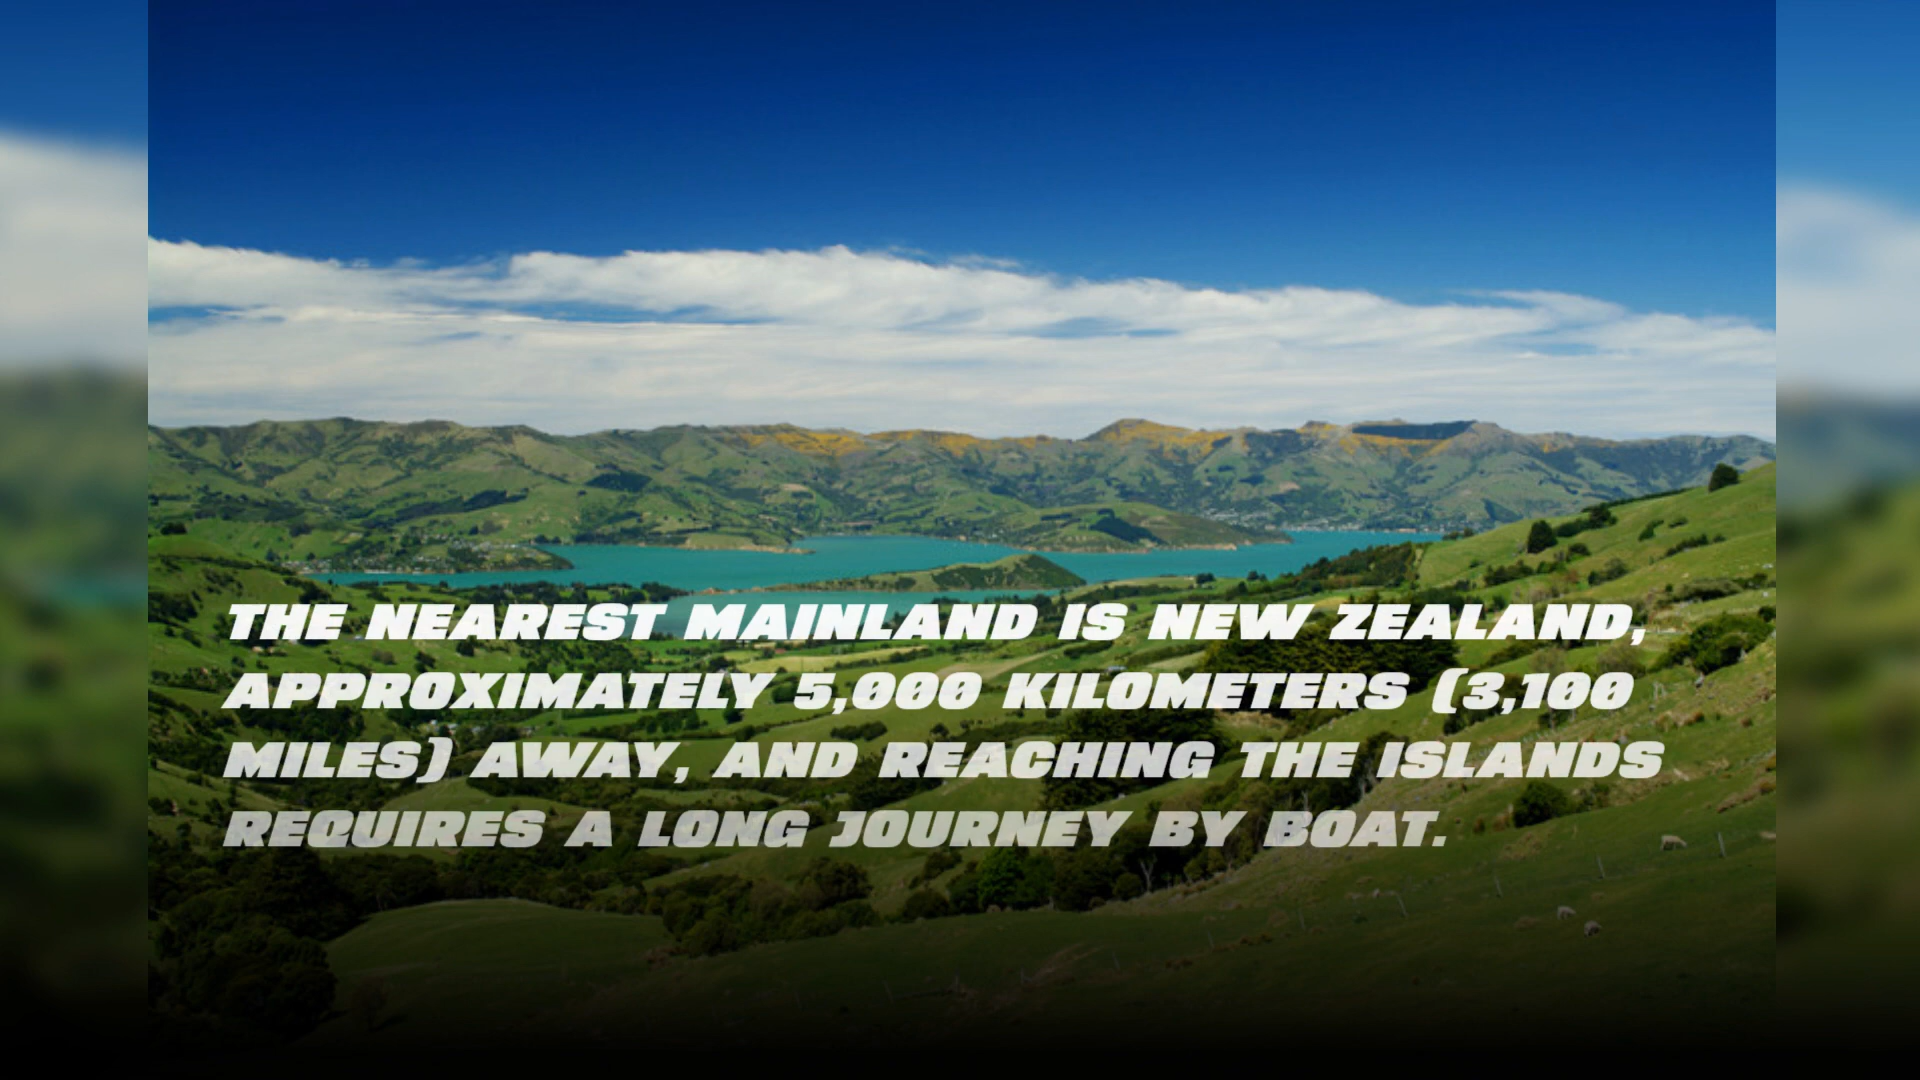 THE NEAREST MAINLAND IS NEW ZEALAND,
APPROXIMATELY 5,000 KILOMETERS (3,100
MILES) AWAY, AND REACHING THE ISLANDS
REQUIRES A LONG JOURNEY BY BOAT.